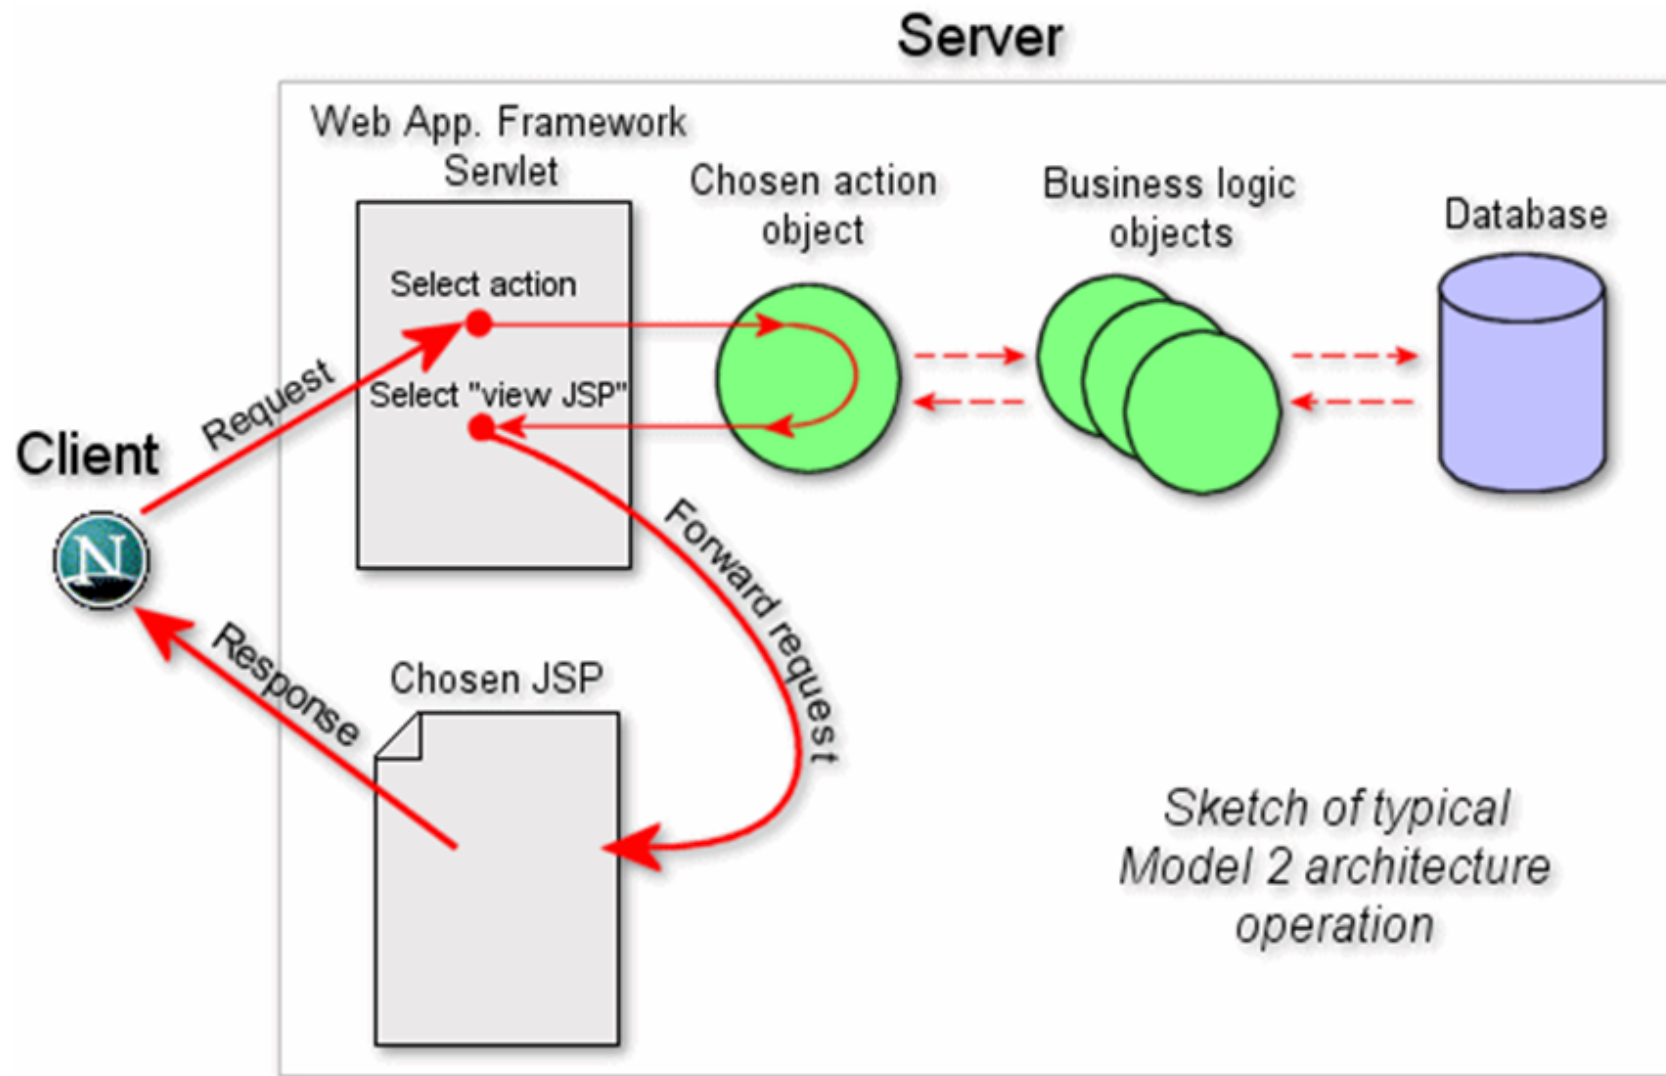 Server
Web App. Framework
Servlet
Chosen action
object
Business logic
objects
Database
Select action
Select "view JSP"
Request
Client
N
Forward request
Response
Chosen JSP
Sketch of typical
Model 2 architecture
operation